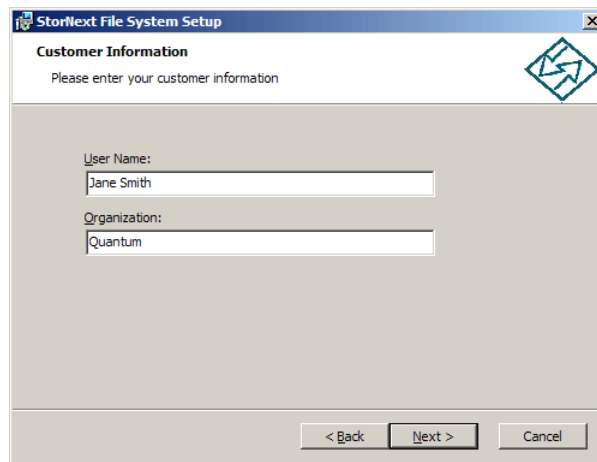 StorNext File System Setup
Customer Information
Please enter your customer information
User Name:
Jane Smith
Organization:
Quantum
< Back Next > Cancel